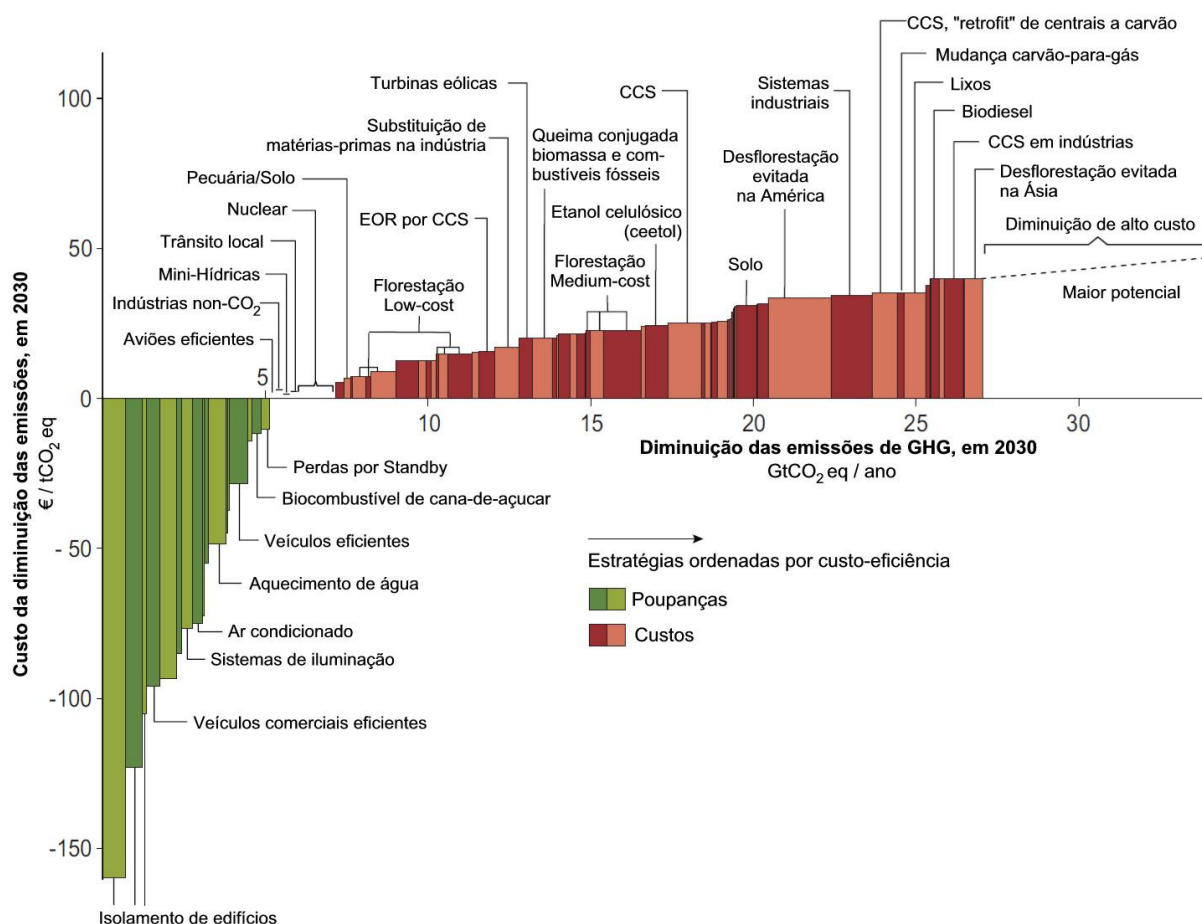 CCS, "retrofit" de centrais a carvão
Mudança carvão-para-gás
Lixos
Biodiesel
CCS em indústrias
Desflorestação evitada
na Ásia
Diminuição de alto custo
Maior potencial
Sistemas
industriais
CCS
Turbinas eólicas
Substituição de
matérias-primas na indústria
Queima conjugada
biomassa e com-
bustíveis fósseis
Desflorestação
evitada
na América
Pecuária/Solo
Nuclear
EOR por CCS
Etanol celulósico
(ceetol)
Trânsito local
Mini-Hídricas
Florestação
Low-cost
Florestação
Medium-cost
Solo
Indústrias non-CO₂
Aviões eficientes
100
50
0
- 50
-100
-150
5
10
15
20
25
30
Custo da diminuição das emissões, em 2030
€ / tCO₂ eq
Diminuição das emissões de GHG, em 2030
GtCO₂ eq / ano
Perdas por Standby
Biocombustível de cana-de-açucar
Veículos eficientes
Aquecimento de água
Ar condicionado
Sistemas de iluminação
Veículos comerciais eficientes
Isolamento de edifícios
Estratégias ordenadas por custo-eficiência
Poupanças
Custos